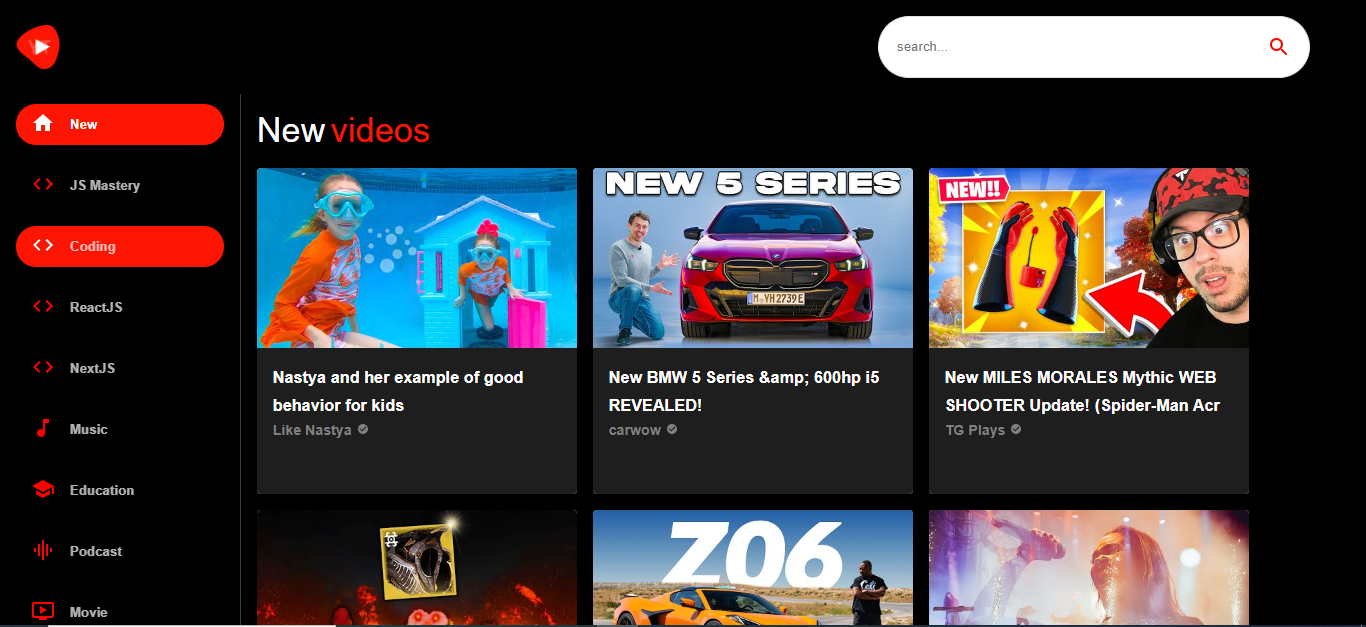 search...
New
JS Mastery
Coding
ReactJS
NextJS
Music
Education
Podcast
Movie
New videos
NEW 5 SERIES
M VH 2739 E
NEW!!
Nastya and her example of good
behavior for kids
Like Nastya
New BMW 5 Series &amp; 600hp i5
REVEALED!
carwow
New MILES MORALES Mythic WEB
SHOOTER Update! (Spider-Man Acr
TG Plays
Z06